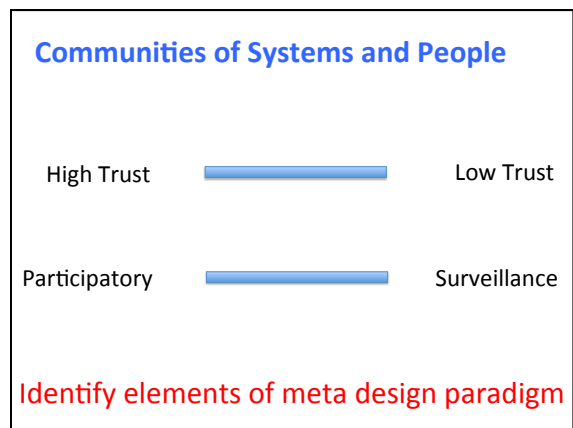 Communities of Systems and People
High Trust Low Trust
Participatory Surveillance
Identify elements of meta design paradigm